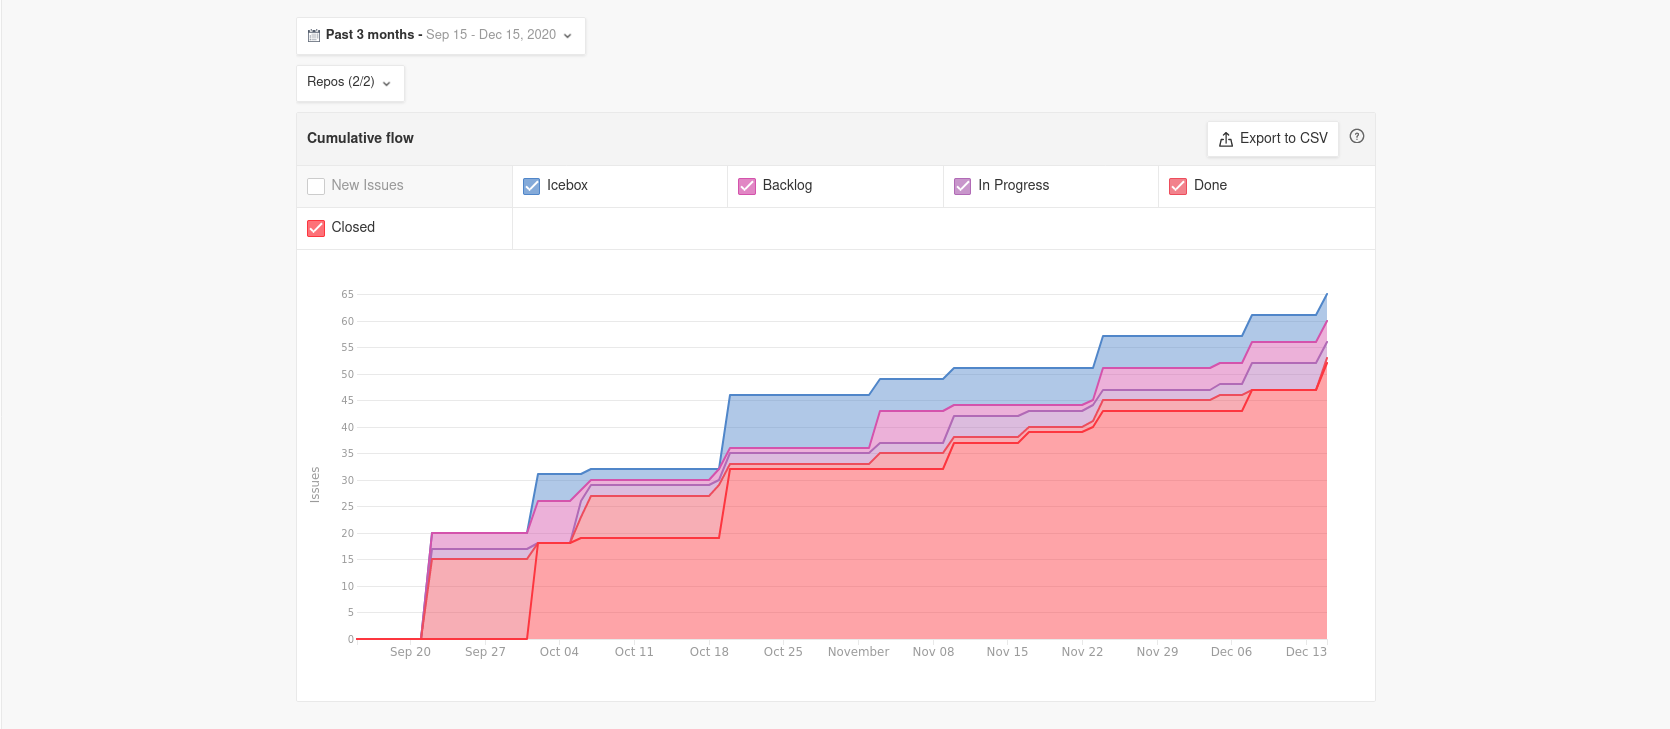 Past 3 months - Sep 15 - Dec 15, 2020
Repos (2/2)
Cumulative flow
Export to CSV
?
New Issues
Icebox
Backlog
In Progress
Done
Closed
65
60
55
50
45
40
35
30
25
20
15
10
5
0
Issues
Sep 20 Sep 27 Oct 04 Oct 11 Oct 18 Oct 25 November Nov 08 Nov 15 Nov 22 Nov 29 Dec 06 Dec 13